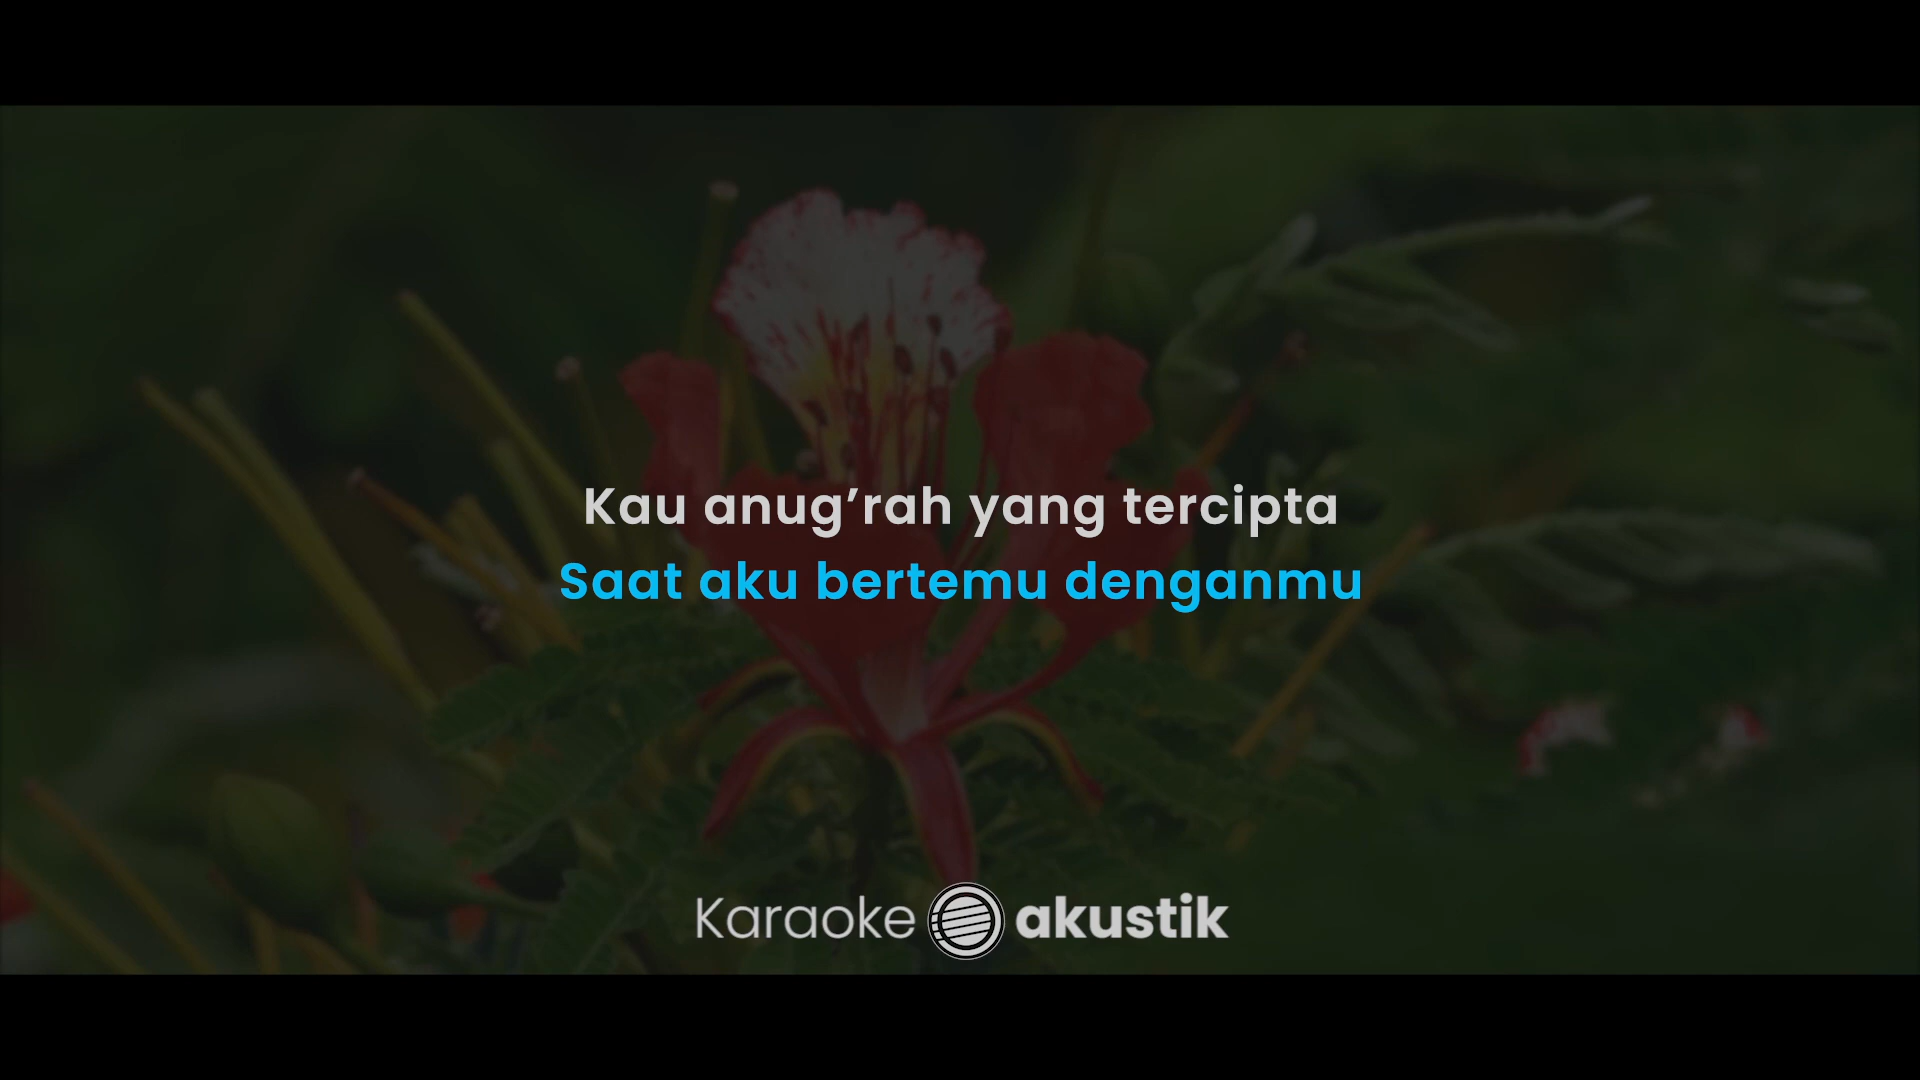 Kau anug’rah yang tercipta
Saat aku bertemu denganmu
Karaoke akustik